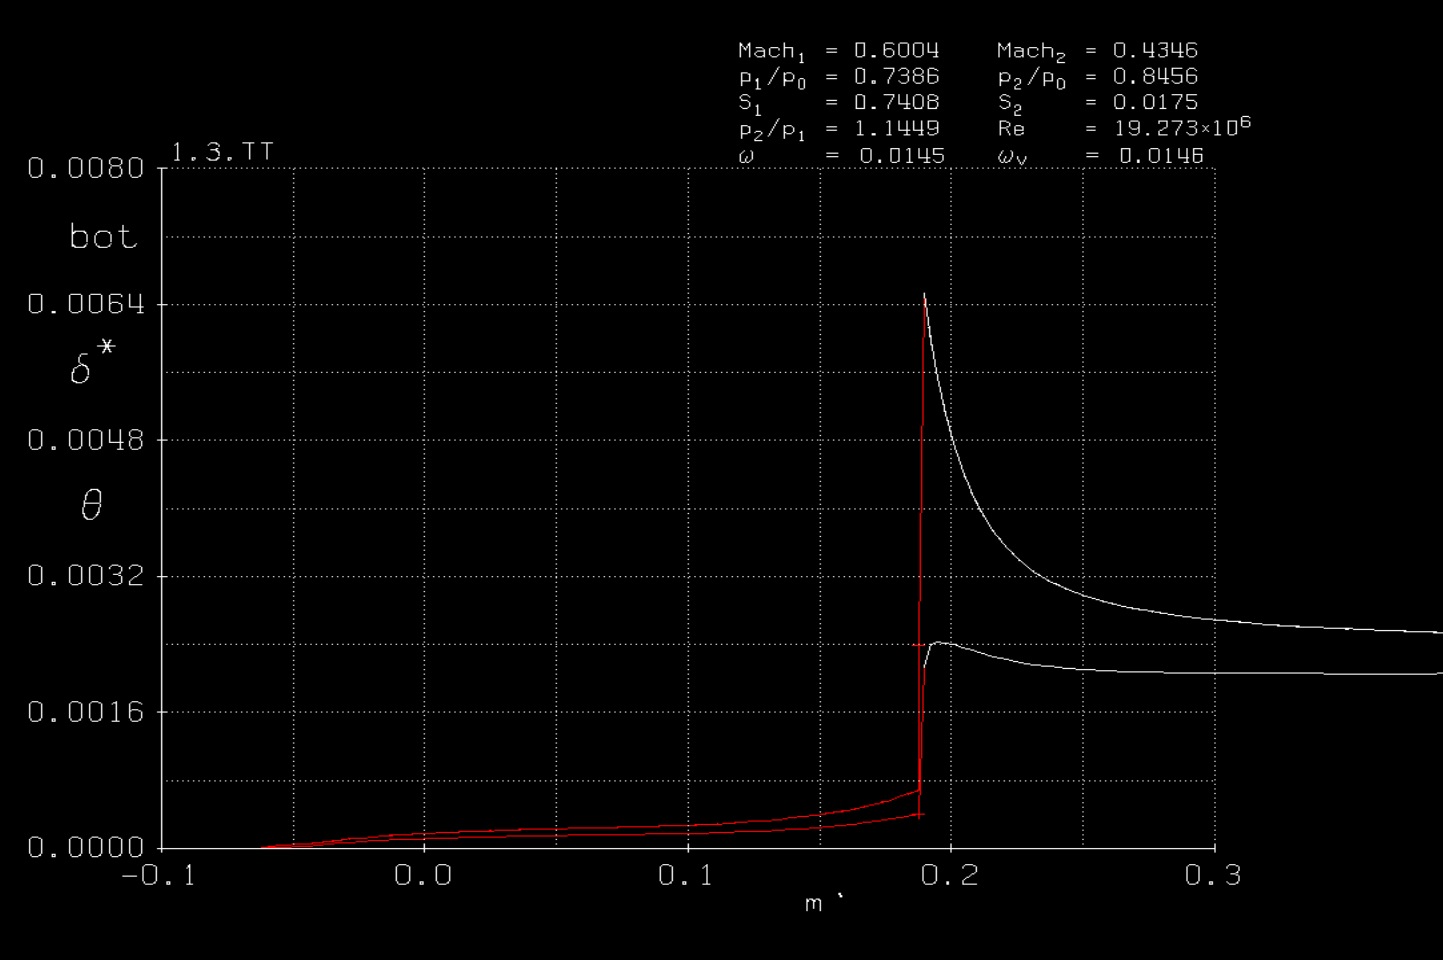 Mach₁ = 0.6004 Mach₂ = 0.4346
p₁/p₀ = 0.7386 p₂/p₀ = 0.8456
S₁ = 0.7408 S₂ = 0.0175
p₂/p₁ = 1.1449 Re = 19.273×10⁶
ω = 0.0145 ωᵥ = 0.0146
1.3.TT
0.0080
bot
0.0064
δ*
0.0048
θ
0.0032
0.0016
0.0000
-0.1 0.0 0.1 0.2 0.3
m'